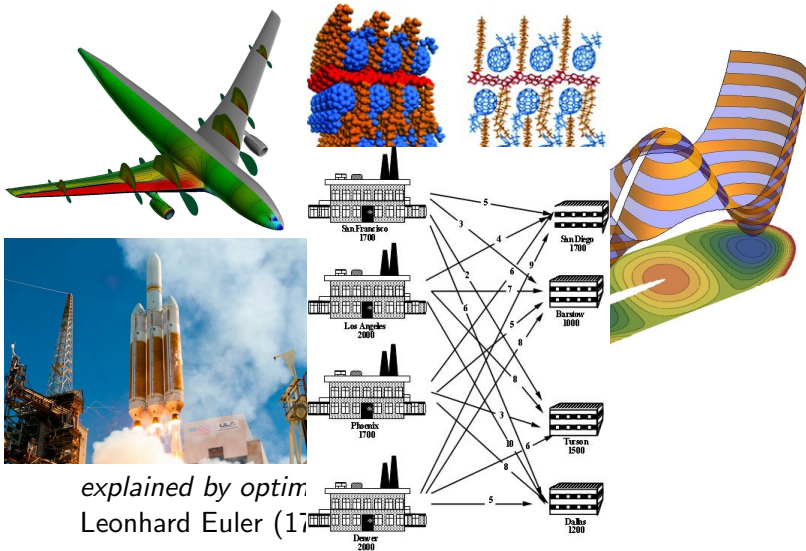 San Francisco
1700
Los Angeles
2000
Phoenix
1700
Denver
2000
5
3
2
6
4
7
6
9
5
8
8
3
10
8
6
5
San Diego
1700
Barstow
1000
Tucson
1500
Dallas
1200
explained by optim
Leonhard Euler (17